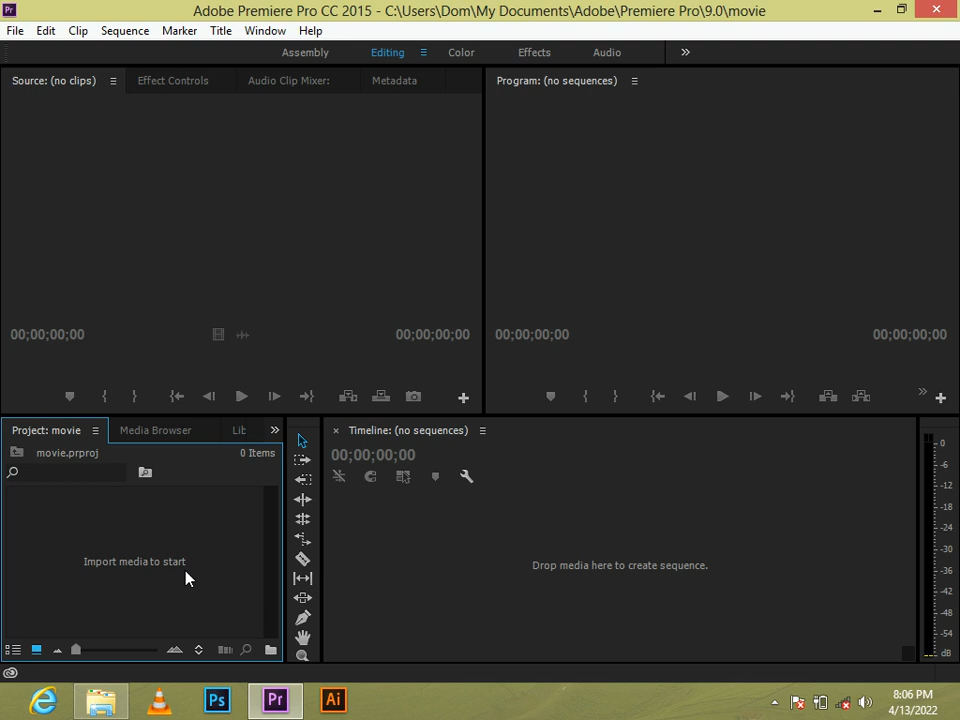 Pr Adobe Premiere Pro CC 2015 - C:\Users\Dom\My Documents\Adobe\Premiere Pro\9.0\movie
File Edit Clip Sequence Marker Title Window Help
Assembly Editing Color Effects Audio
Source: (no clips) Effect Controls Audio Clip Mixer: Metadata
Program: (no sequences)
00;00;00;00 00;00;00;00
00;00;00;00 00;00;00;00
Project: movie Media Browser Lib
movie.prproj 0 Items
Import media to start
Timeline: (no sequences)
00;00;00;00
Drop media here to create sequence.
0
-6
-12
-18
-24
-30
-36
-42
-48
-54
dB
Ps Pr Ai
8:06 PM
4/13/2022